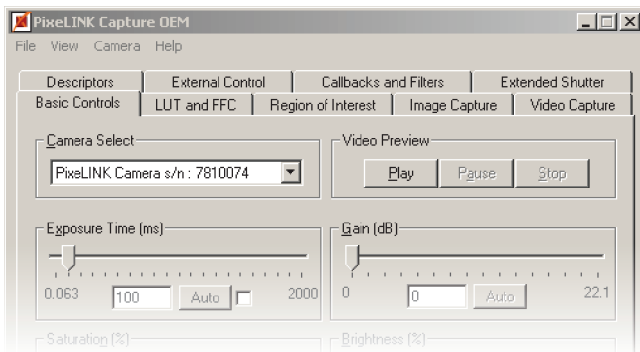 PixeLINK Capture OEM
File View Camera Help
Descriptors External Control Callbacks and Filters Extended Shutter
Basic Controls LUT and FFC Region of Interest Image Capture Video Capture
Camera Select Video Preview
PixeLINK Camera s/n : 7810074 Play Pause Stop
Exposure Time (ms) Gain (dB)
0.063 100 Auto 2000 0 0 Auto 22.1
Saturation (%) Brightness (%)